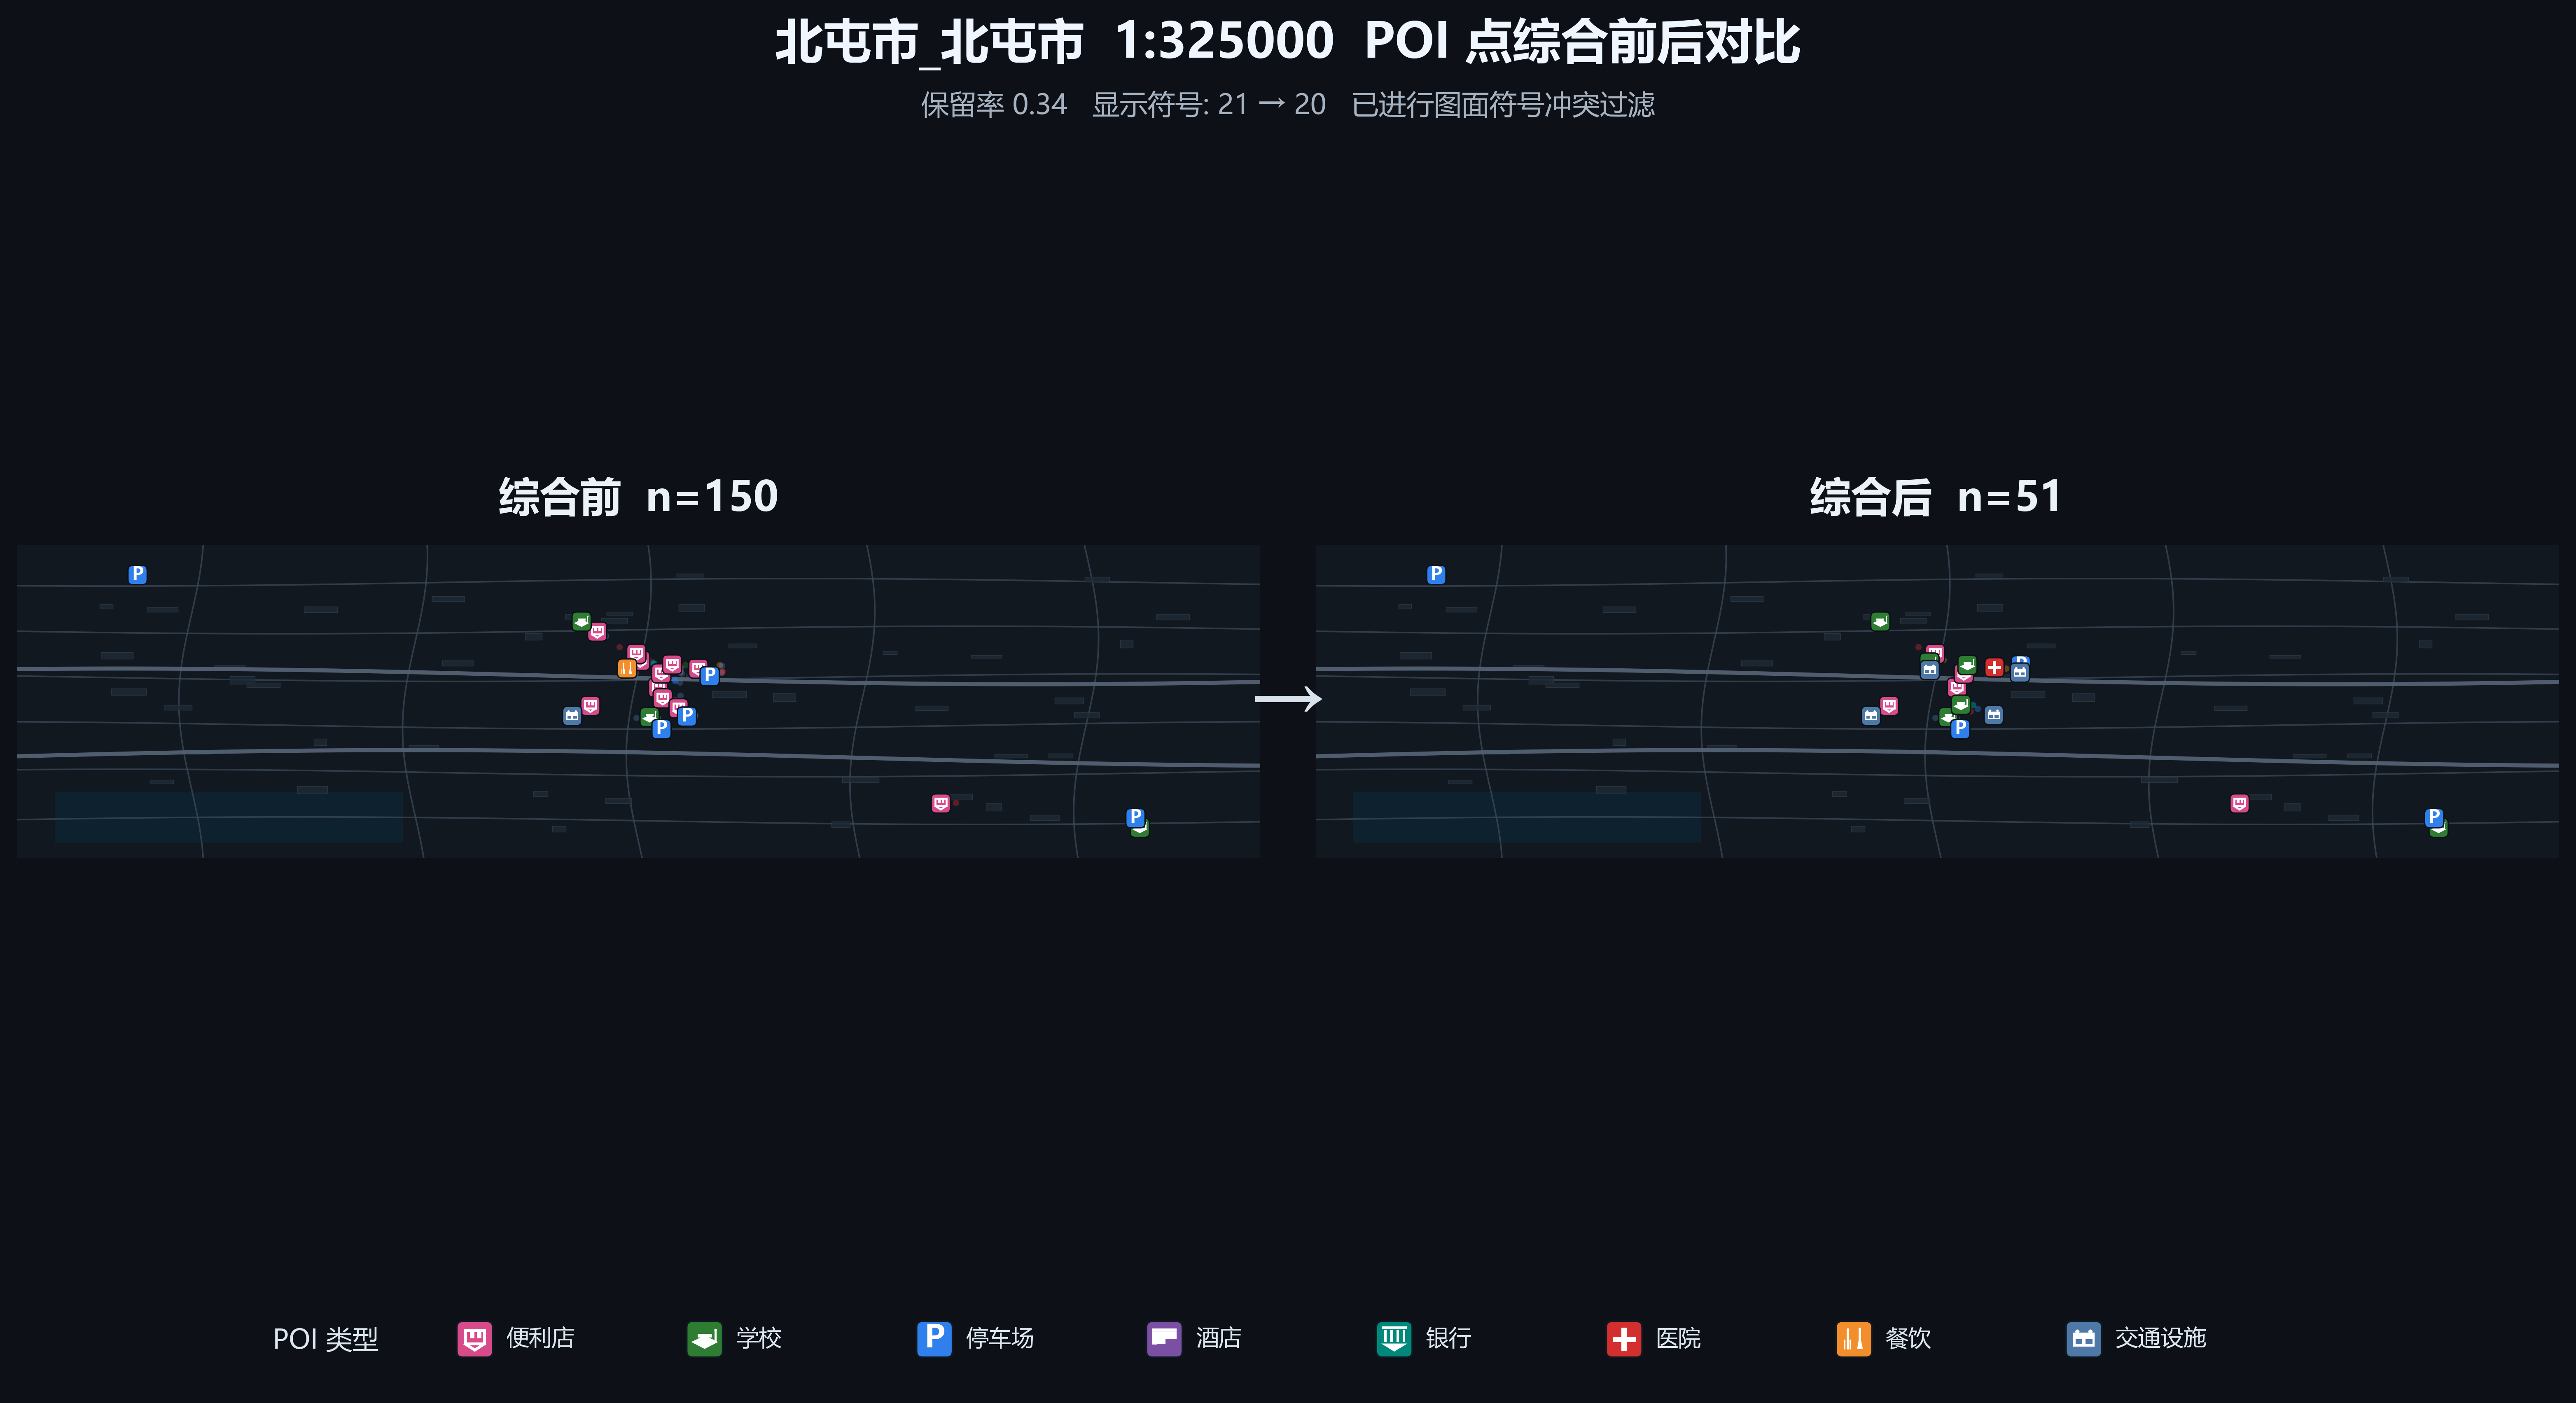 北屯市_北屯市 1:325000 POI 点综合前后对比
保留率 0.34 显示符号: 21 → 20 已进行图面符号冲突过滤
综合前 n=150
综合后 n=51
POI 类型 便利店 学校 P 停车场 酒店 银行 医院 餐饮 交通设施